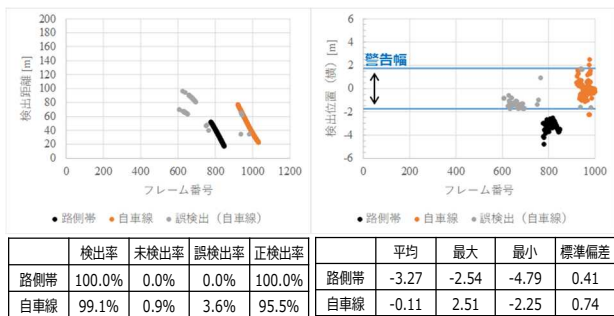 200
180
160
140
120
100
80
60
40
20
0
検出距離 [m]
0 200 400 600 800 1000 1200
フレーム番号
● 路側帯 ● 自車線 ● 誤検出（自車線）
6
4
2
0
-2
-4
-6
検出位置（横）[m]
警告幅
0 200 400 600 800 1000
フレーム番号
● 路側帯 ● 自車線 ● 誤検出（自車線）
検出率 未検出率 誤検出率 正検出率
路側帯 100.0% 0.0% 0.0% 100.0%
自車線 99.1% 0.9% 3.6% 95.5%
平均 最大 最小 標準偏差
路側帯 -3.27 -2.54 -4.79 0.41
自車線 -0.11 2.51 -2.25 0.74